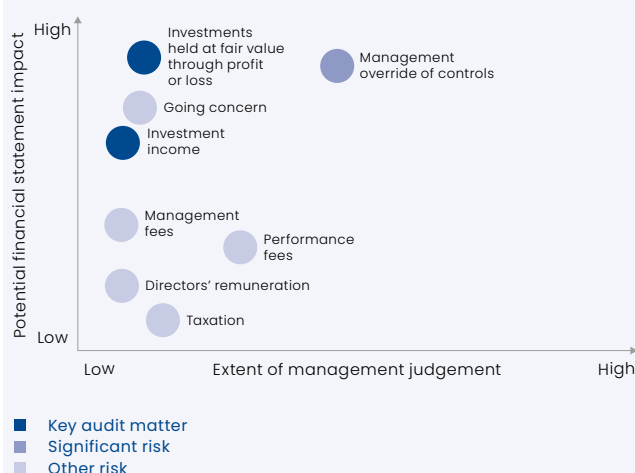 High
Potential financial statement impact
Low
Investments
held at fair value
through profit
or loss
Management
override of controls
Going concern
Investment
income
Management
fees
Performance
fees
Directors’ remuneration
Taxation
Low
Extent of management judgement
High
Key audit matter
Significant risk
Other risk